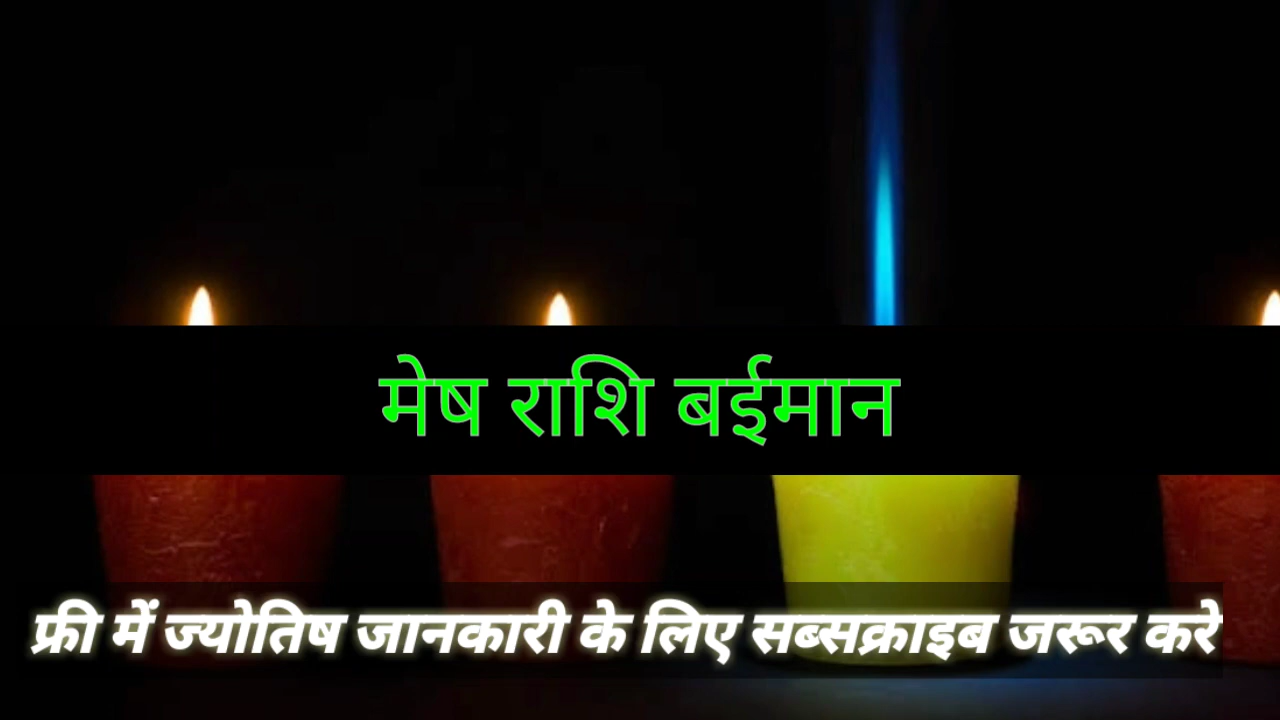 मेष राशि बईमान
फ्री में ज्योतिष जानकारी के लिए सब्सक्राइब जरूर करे